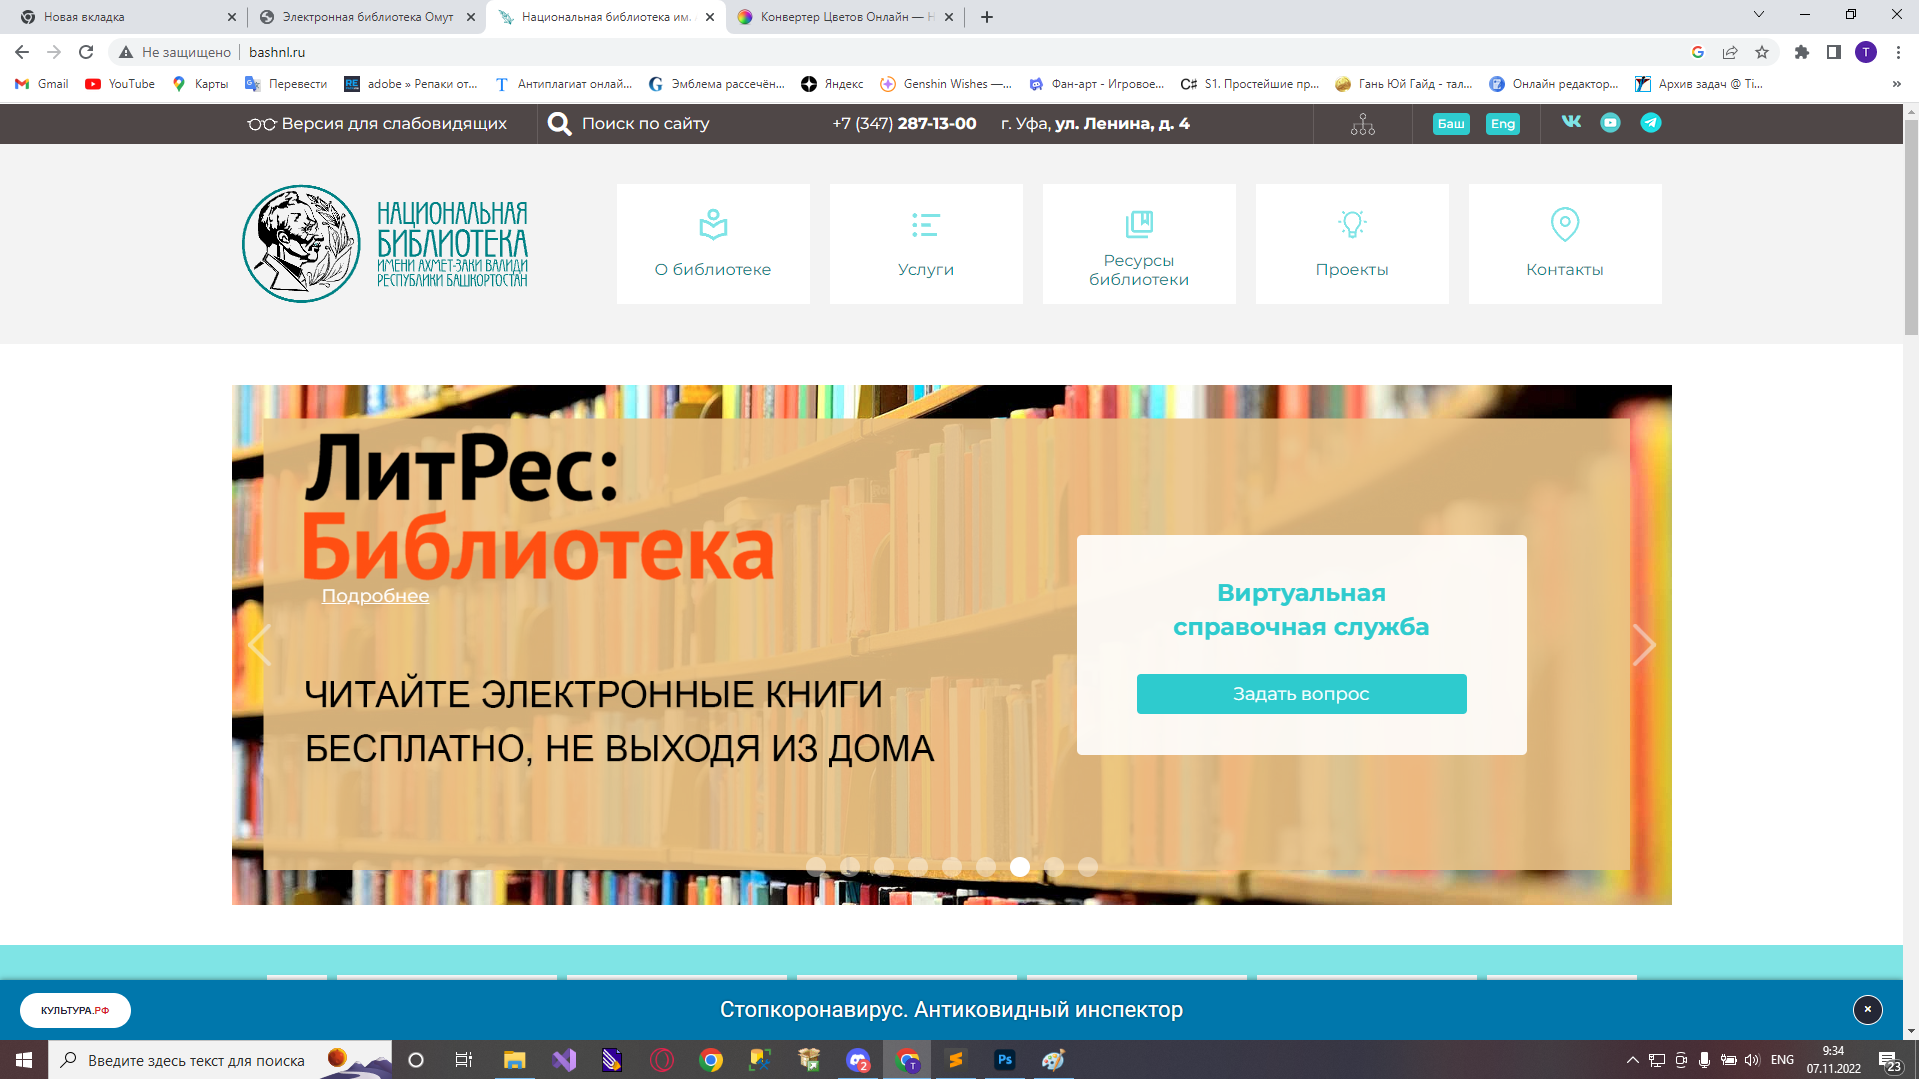 Новая вкладка
Электронная библиотека Омут
Национальная библиотека им. А
Конвертер Цветов Онлайн — Н
Не защищено
bashnl.ru
T
Gmail
YouTube
Карты
Перевести
adobe » Репаки от...
Антиплагиат онлай...
Эмблема рассечён...
Яндекс
Genshin Wishes —...
Фан-арт - Игровое...
C# S1. Простейшие пр...
Гань Юй Гайд - тал...
Онлайн редактор...
Архив задач @ Ti...
»
Версия для слабовидящих
Поиск по сайту
+7 (347) 287-13-00
г. Уфа, ул. Ленина, д. 4
Баш
Eng
НАЦИОНАЛЬНАЯ
БИБЛИОТЕКА
ИМЕНИ АХМЕТ-ЗАКИ ВАЛИДИ
РЕСПУБЛИКИ БАШКОРТОСТАН
О библиотеке
Услуги
Ресурсы
библиотеки
Проекты
Контакты
ЛитРес:
Библиотека
Подробнее
ЧИТАЙТЕ ЭЛЕКТРОННЫЕ КНИГИ
БЕСПЛАТНО, НЕ ВЫХОДЯ ИЗ ДОМА
Виртуальная
справочная служба
Задать вопрос
КУЛЬТУРА.РФ
Стопкоронавирус. Антиковидный инспектор
Введите здесь текст для поиска
2
T
Ps
ENG
9:34
07.11.2022
23